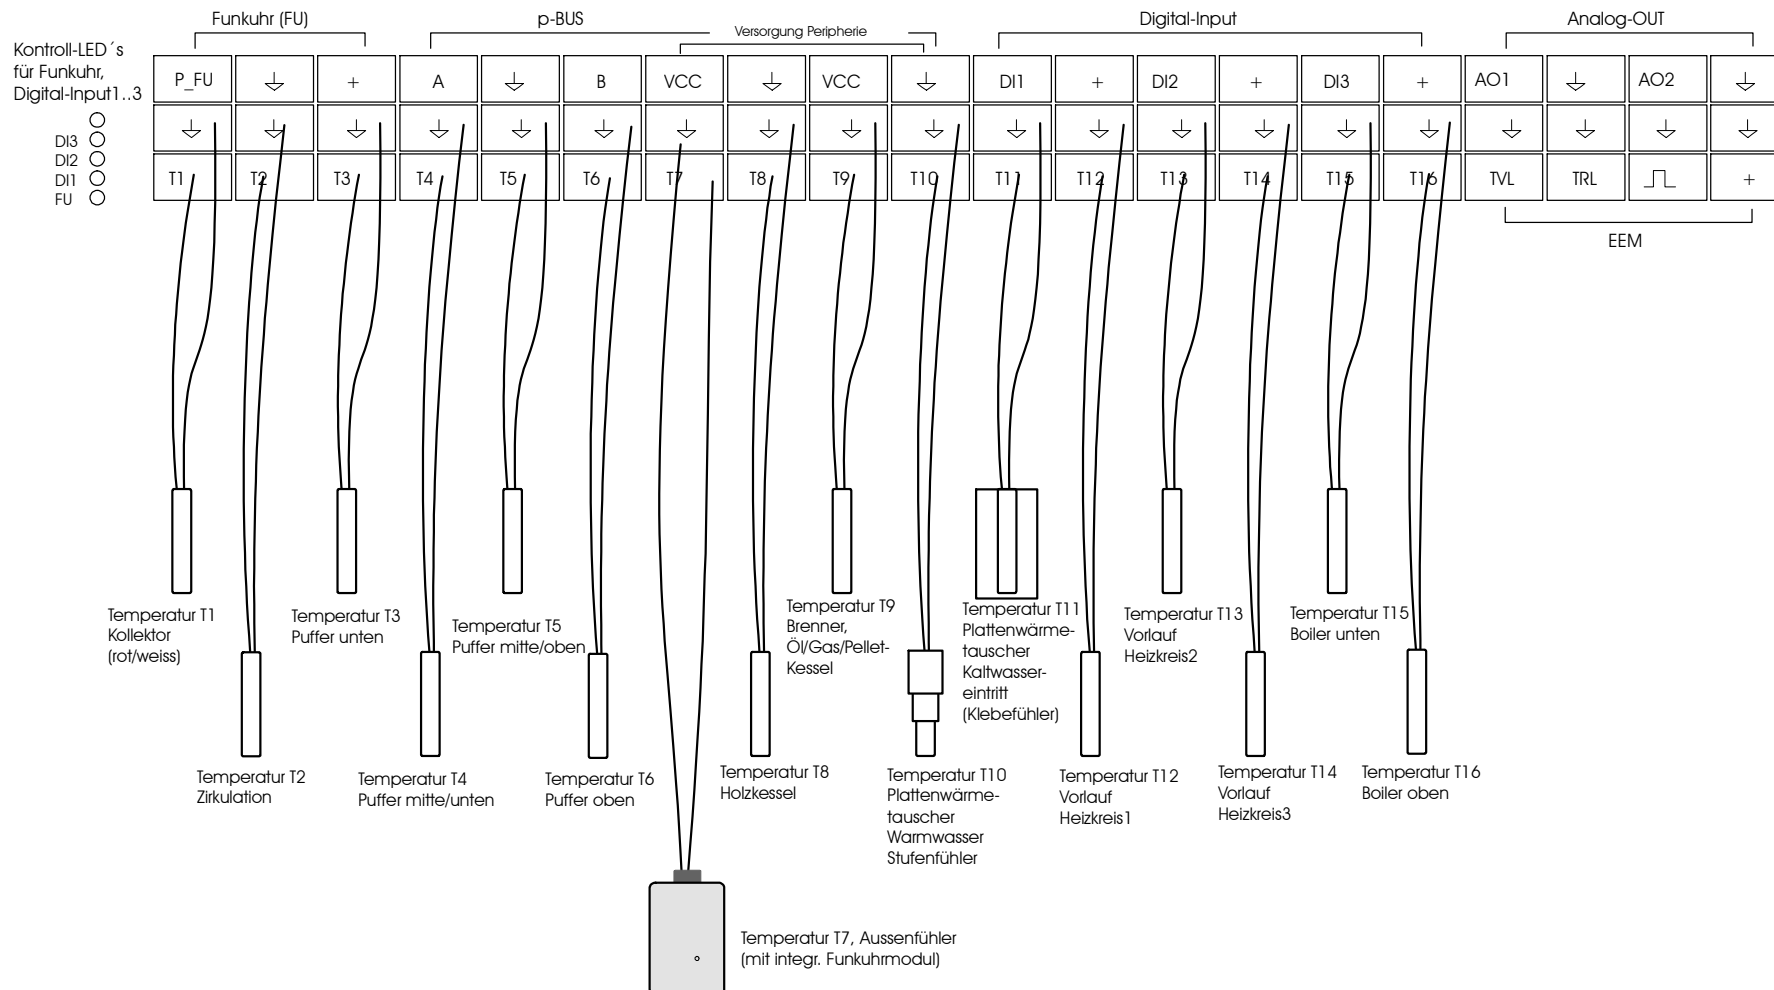 Funkuhr (FU)
p-BUS
Versorgung Peripherie
Digital-Input
Analog-OUT
Kontroll-LED´s
für Funkuhr,
Digital-Input1..3
P_FU + A B VCC VCC DI1 + DI2 + DI3 + AO1 AO2
DI3
DI2
DI1
FU
T1 T2 T3 T4 T5 T6 T7 T8 T9 T10 T11 T12 T13 T14 T15 T16 TVL TRL +
EEM
Temperatur T1
Kollektor
(rot/weiss)
Temperatur T3
Puffer unten
Temperatur T5
Puffer mitte/oben
Temperatur T9
Brenner,
Öl/Gas/Pellet-
Kessel
Temperatur T11
Plattenwärme-
tauscher
Kaltwasser-
eintritt
(Klebefühler)
Temperatur T13
Vorlauf
Heizkreis2
Temperatur T15
Boiler unten
Temperatur T2
Zirkulation
Temperatur T4
Puffer mitte/unten
Temperatur T6
Puffer oben
Temperatur T8
Holzkessel
Temperatur T10
Plattenwärme-
tauscher
Warmwasser
Stufenfühler
Temperatur T12
Vorlauf
Heizkreis1
Temperatur T14
Vorlauf
Heizkreis3
Temperatur T16
Boiler oben
Temperatur T7, Aussenfühler
(mit integr. Funkuhrmodul)